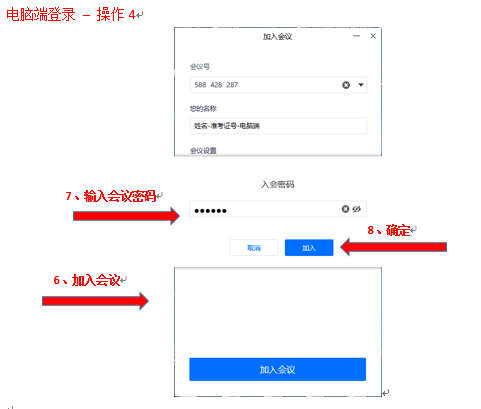 电脑端登录 – 操作 4
加入会议
会议号
588 428 287
您的名称
姓名-准考证号-电脑端
会议设置
入会密码
7、输入会议密码
8、确定
取消
加入
6、加入会议
加入会议